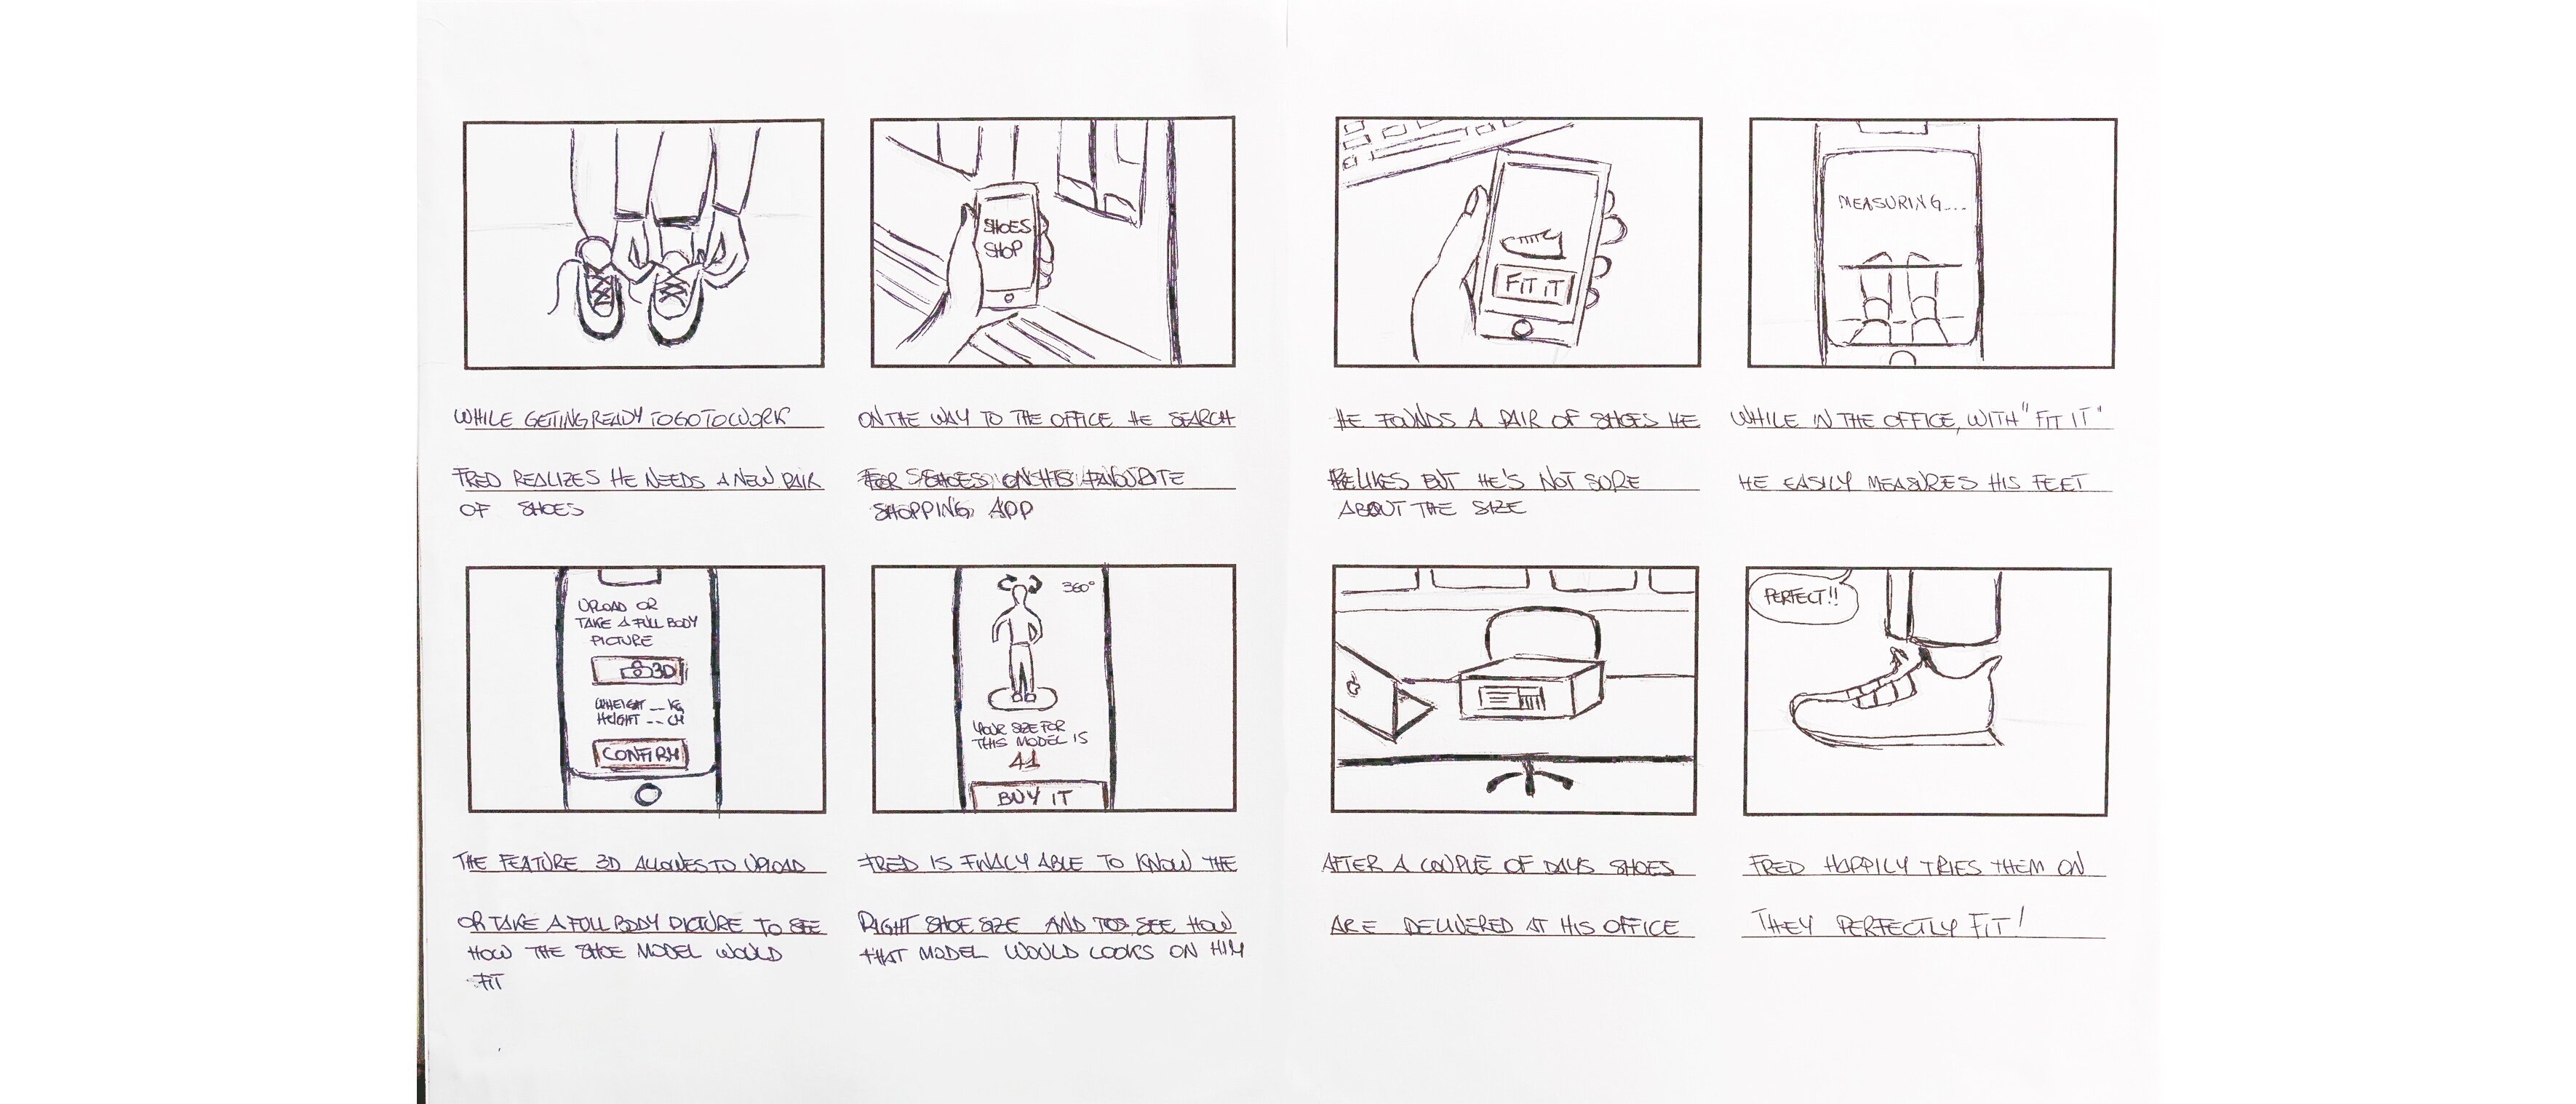 SHOES
SHOP
FIT IT
MEASURING...
WHILE GETTING READY TO GO TO WORK
FRED REALIZES HE NEEDS A NEW PAIR
OF SHOES
ON THE WAY TO THE OFFICE HE SEARCH
FOR SHOES ON HIS FAVOURITE
SHOPPING APP
HE FOUNDS A PAIR OF SHOES HE
LIKES BUT HE'S NOT SURE
ABOUT THE SIZE
WHILE IN THE OFFICE, WITH "FIT IT"
HE EASILY MEASURES HIS FEET
UPLOAD OR
TAKE A FULL BODY
PICTURE
3D
WHEIGHT __ KG
HEIGHT __ CM
CONFIRM
360°
YOUR SIZE FOR
THIS MODEL IS
41
BUY IT
PERFECT!!
THE FEATURE 3D ALLOWES TO UPLOAD
OR TAKE A FULL BODY PICTURE TO SEE
HOW THE SHOE MODEL WOULD
FIT
FRED IS FINALY ABLE TO KNOW THE
RIGHT SHOE SIZE AND TO SEE HOW
THAT MODEL WOULD LOOKS ON HIM
AFTER A COUPLE OF DAYS SHOES
ARE DELIVERED AT HIS OFFICE
FRED HAPPILY TRIES THEM ON
THEY PERFECTLY FIT!